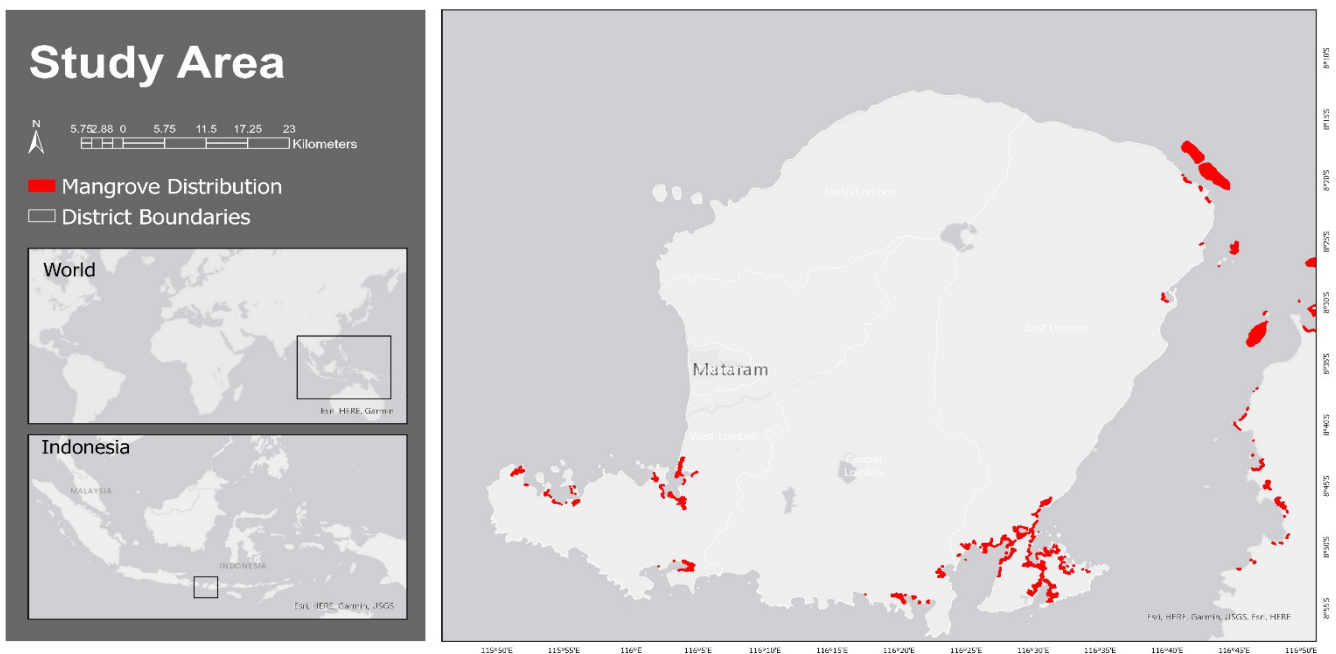 Study Area
N
5.75 2.88 0 5.75 11.5 17.25 23
Kilometers
Mangrove Distribution
District Boundaries
World
Esri, HERE, Garmin
Indonesia
MALAYSIA
INDONESIA
Esri, HERE, Garmin, USGS
North Lombok
East Lombok
Mataram
West Lombok
Central
Lombok
Esri, HERE, Garmin, USGS, Esri, HERE
8°10'S
8°15'S
8°20'S
8°25'S
8°30'S
8°35'S
8°40'S
8°45'S
8°50'S
8°55'S
115°50'E 115°55'E 116°E 116°5'E 116°10'E 116°15'E 116°20'E 116°25'E 116°30'E 116°35'E 116°40'E 116°45'E 116°50'E